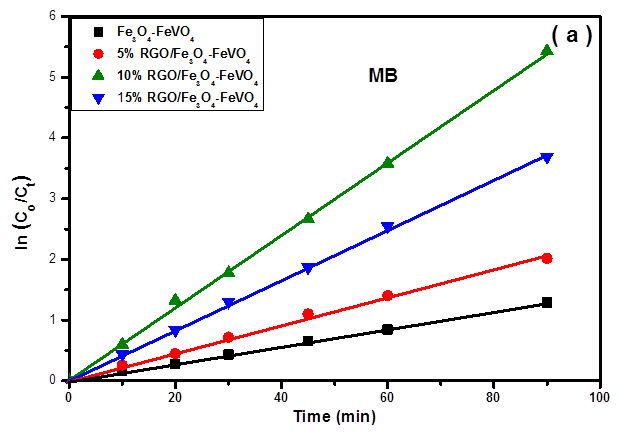 ( a )
Fe₃O₄-FeVO₄
5% RGO/Fe₃O₄-FeVO₄
10% RGO/Fe₃O₄-FeVO₄
15% RGO/Fe₃O₄-FeVO₄
MB
ln (Cₒ/Cₜ)
6
5
4
3
2
1
0
0 20 40 60 80 100
Time (min)